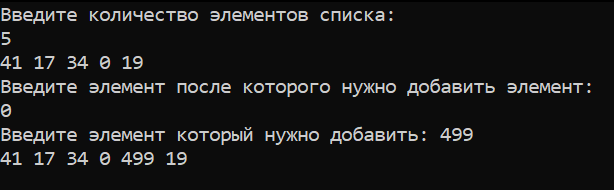 Введите количество элементов списка:
5
41 17 34 0 19
Введите элемент после которого нужно добавить элемент:
0
Введите элемент который нужно добавить: 499
41 17 34 0 499 19